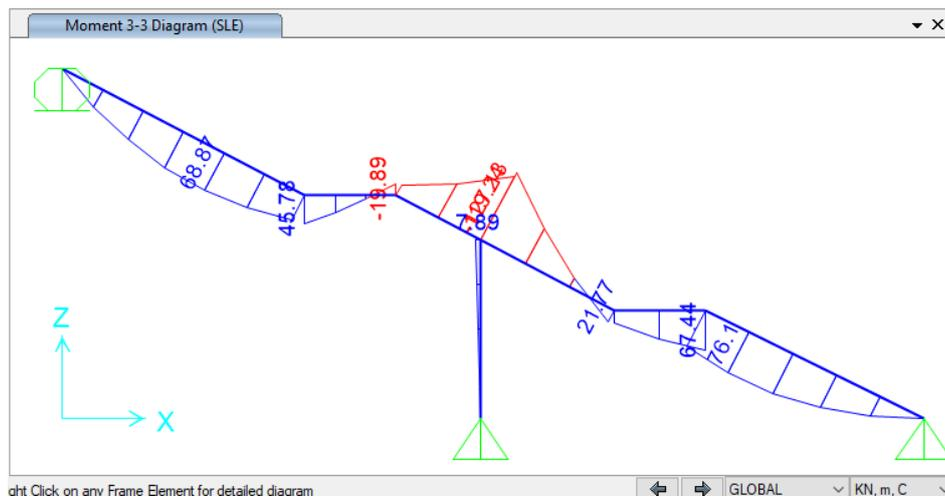 Moment 3-3 Diagram (SLE)
68.87
45.78
-19.89
7.89
21.77
67.44
76.1
Z
X
ght Click on any Frame Element for detailed diagram
GLOBAL
KN, m, C